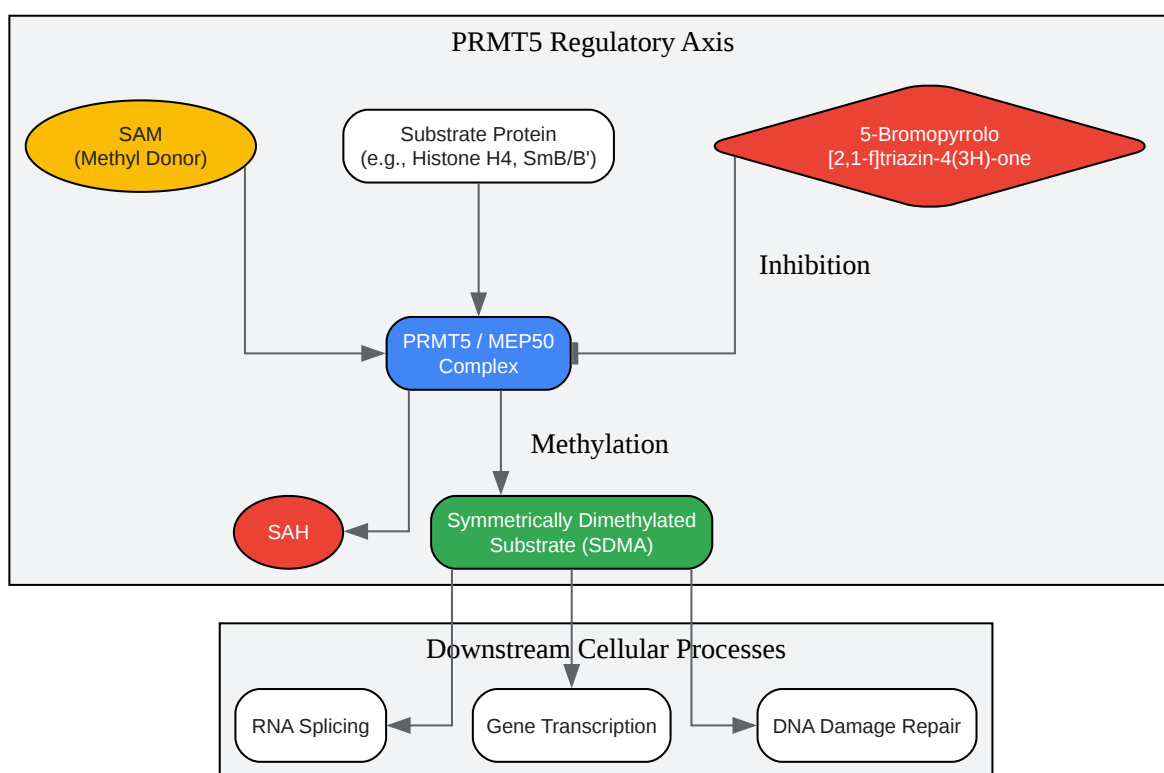 PRMT5 Regulatory Axis
SAM
(Methyl Donor)
Substrate Protein
(e.g., Histone H4, SmB/B')
5-Bromopyrrolo
[2,1-f]triazin-4(3H)-one
Inhibition
PRMT5 / MEP50
Complex
Methylation
SAH
Symmetrically Dimethylated
Substrate (SDMA)
Downstream Cellular Processes
RNA Splicing
Gene Transcription
DNA Damage Repair